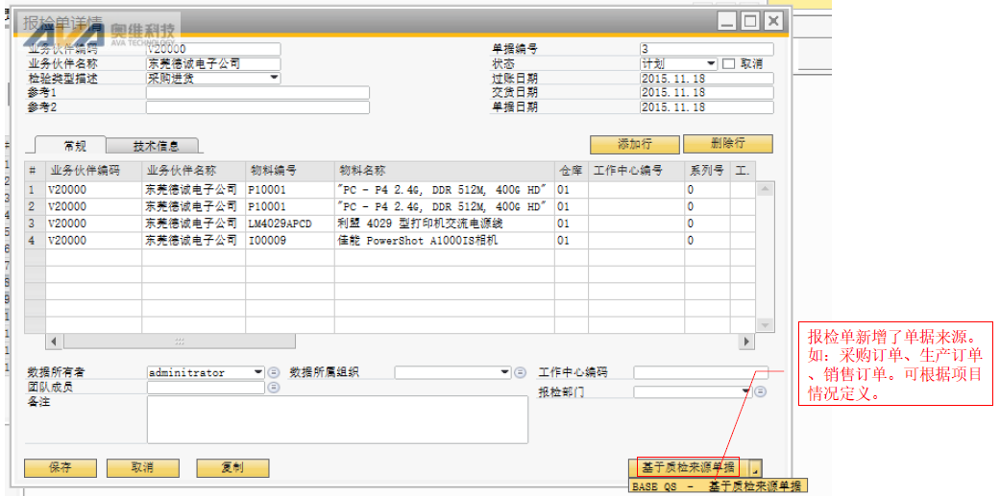 报检单详情
AVA 奥维科技
AVA TECHNOLOGY
业务伙伴编码 V20000 单据编号 3
业务伙伴名称 东莞德诚电子公司 状态 计划 取消
检验类型描述 采购进货 过账日期 2015.11.18
参考1 交货日期 2015.11.18
参考2 单据日期 2015.11.18
常规 技术信息 添加行 删除行
# 业务伙伴编码 业务伙伴名称 物料编号 物料名称 仓库 工作中心编号 系列号 工.
1 V20000 东莞德诚电子公司 P10001 "PC - P4 2.4G, DDR 512M, 400G HD" 01 0
2 V20000 东莞德诚电子公司 P10001 "PC - P4 2.4G, DDR 512M, 400G HD" 01 0
3 V20000 东莞德诚电子公司 LM4029APCD 利盟 4029 型打印机交流电源线 01 0
4 V20000 东莞德诚电子公司 I00009 佳能 PowerShot A1000IS相机 01 0
报检单新增了单据来源。
如：采购订单、生产订单
、销售订单。可根据项目
情况定义。
数据所有者 adminitrator 数据所属组织 工作中心编码
团队成员 报检部门
备注
保存 取消 复制 基于质检来源单据
BASE QS - 基于质检来源单据